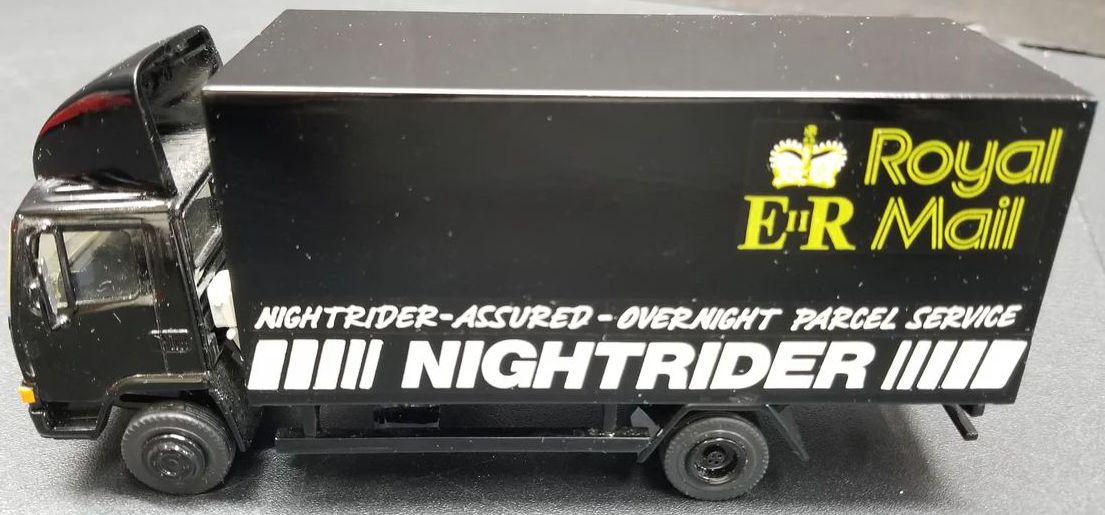 Royal
EIIR Mail
NIGHTRIDER-ASSURED-OVERNIGHT PARCEL SERVICE
NIGHTRIDER